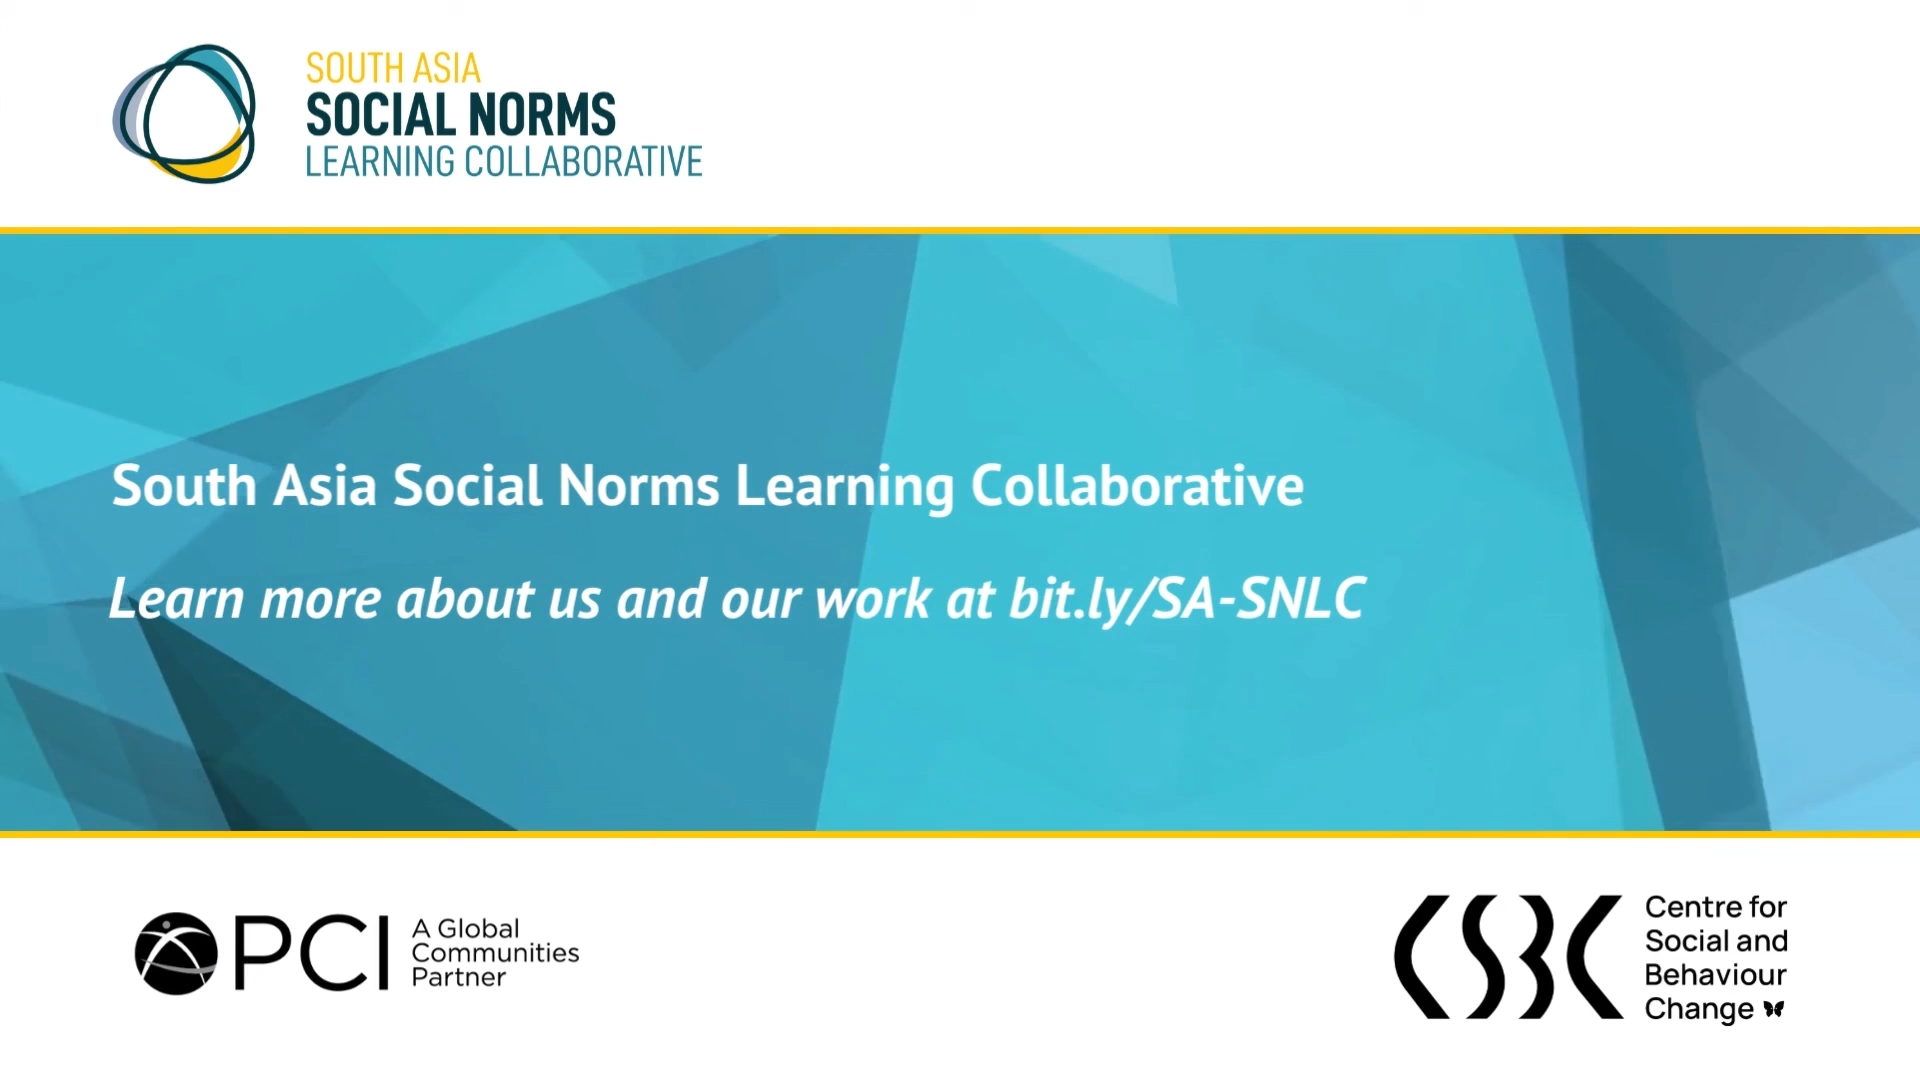 SOUTH ASIA
SOCIAL NORMS
LEARNING COLLABORATIVE
South Asia Social Norms Learning Collaborative
Learn more about us and our work at bit.ly/SA-SNLC
PCI
A Global
Communities
Partner
CSBC
Centre for
Social and
Behaviour
Change